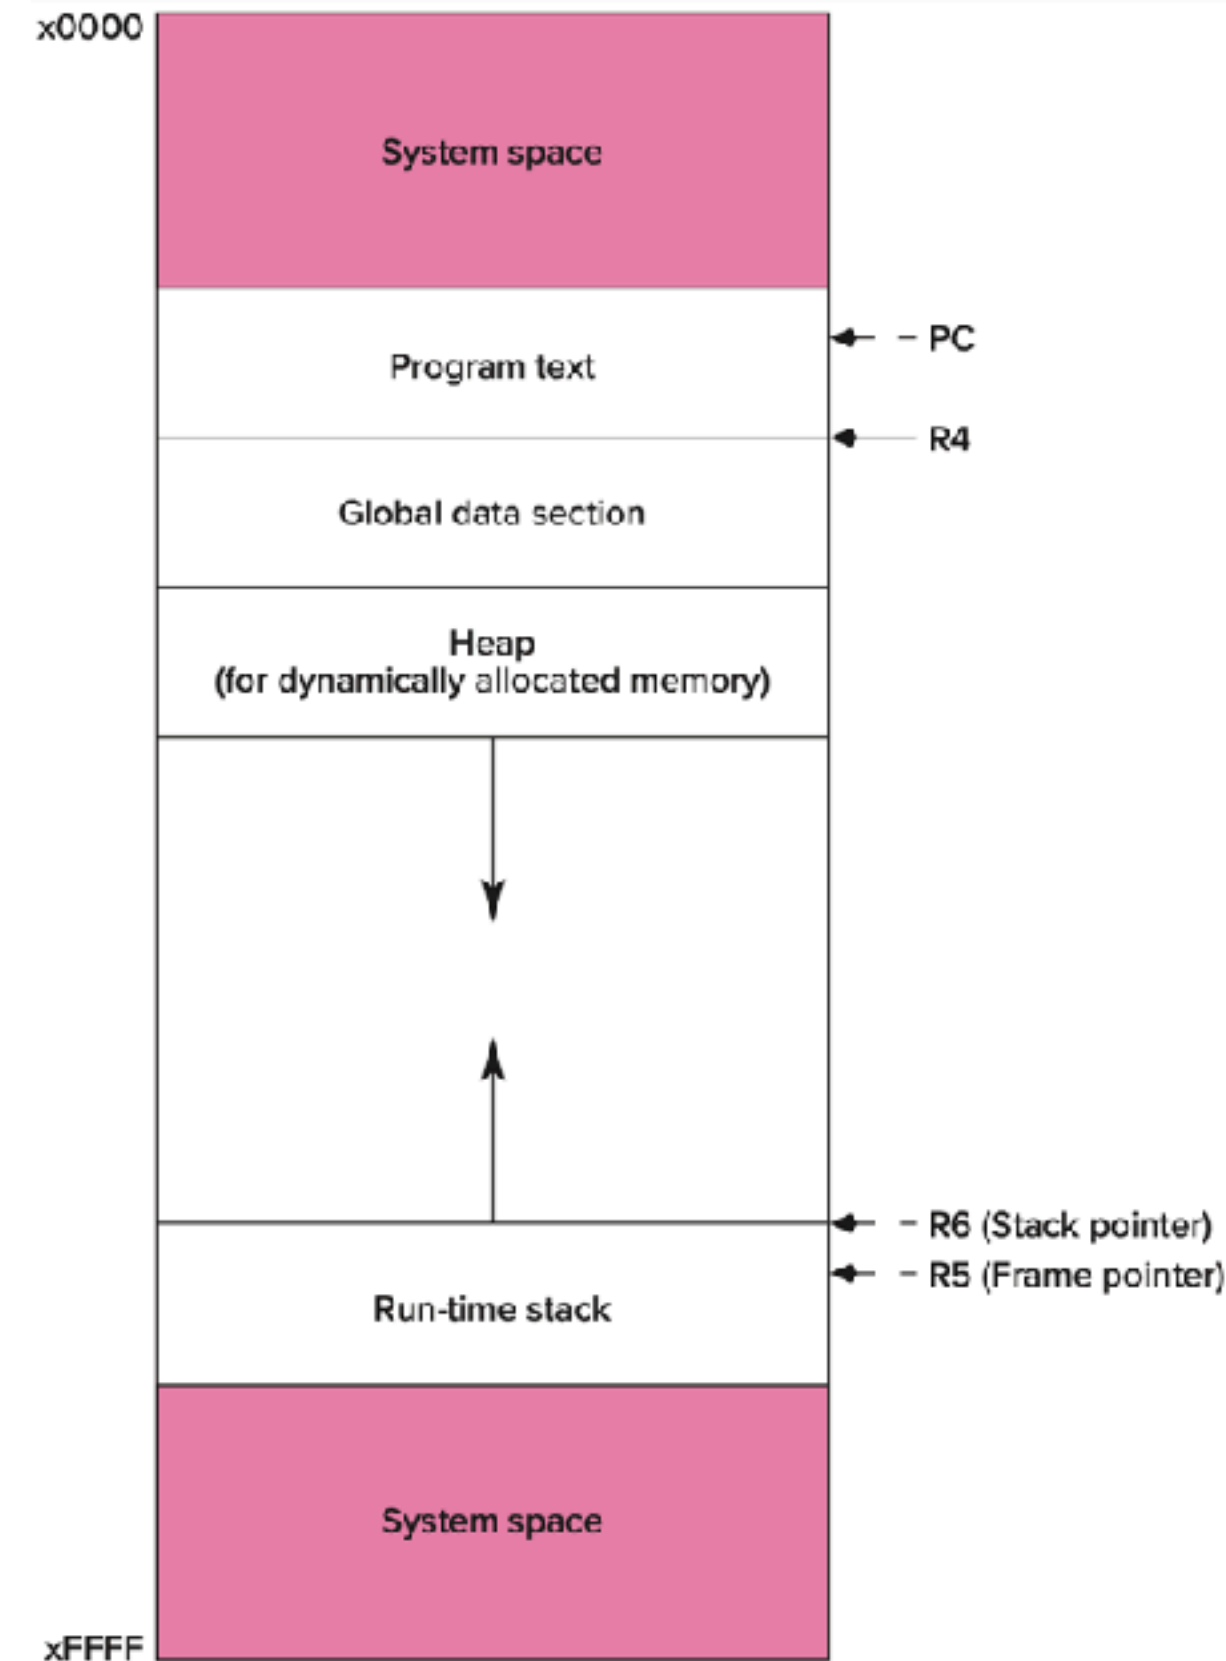 x0000
System space
PC
Program text
R4
Global data section
Heap
(for dynamically allocated memory)
R6 (Stack pointer)
R5 (Frame pointer)
Run-time stack
System space
xFFFF